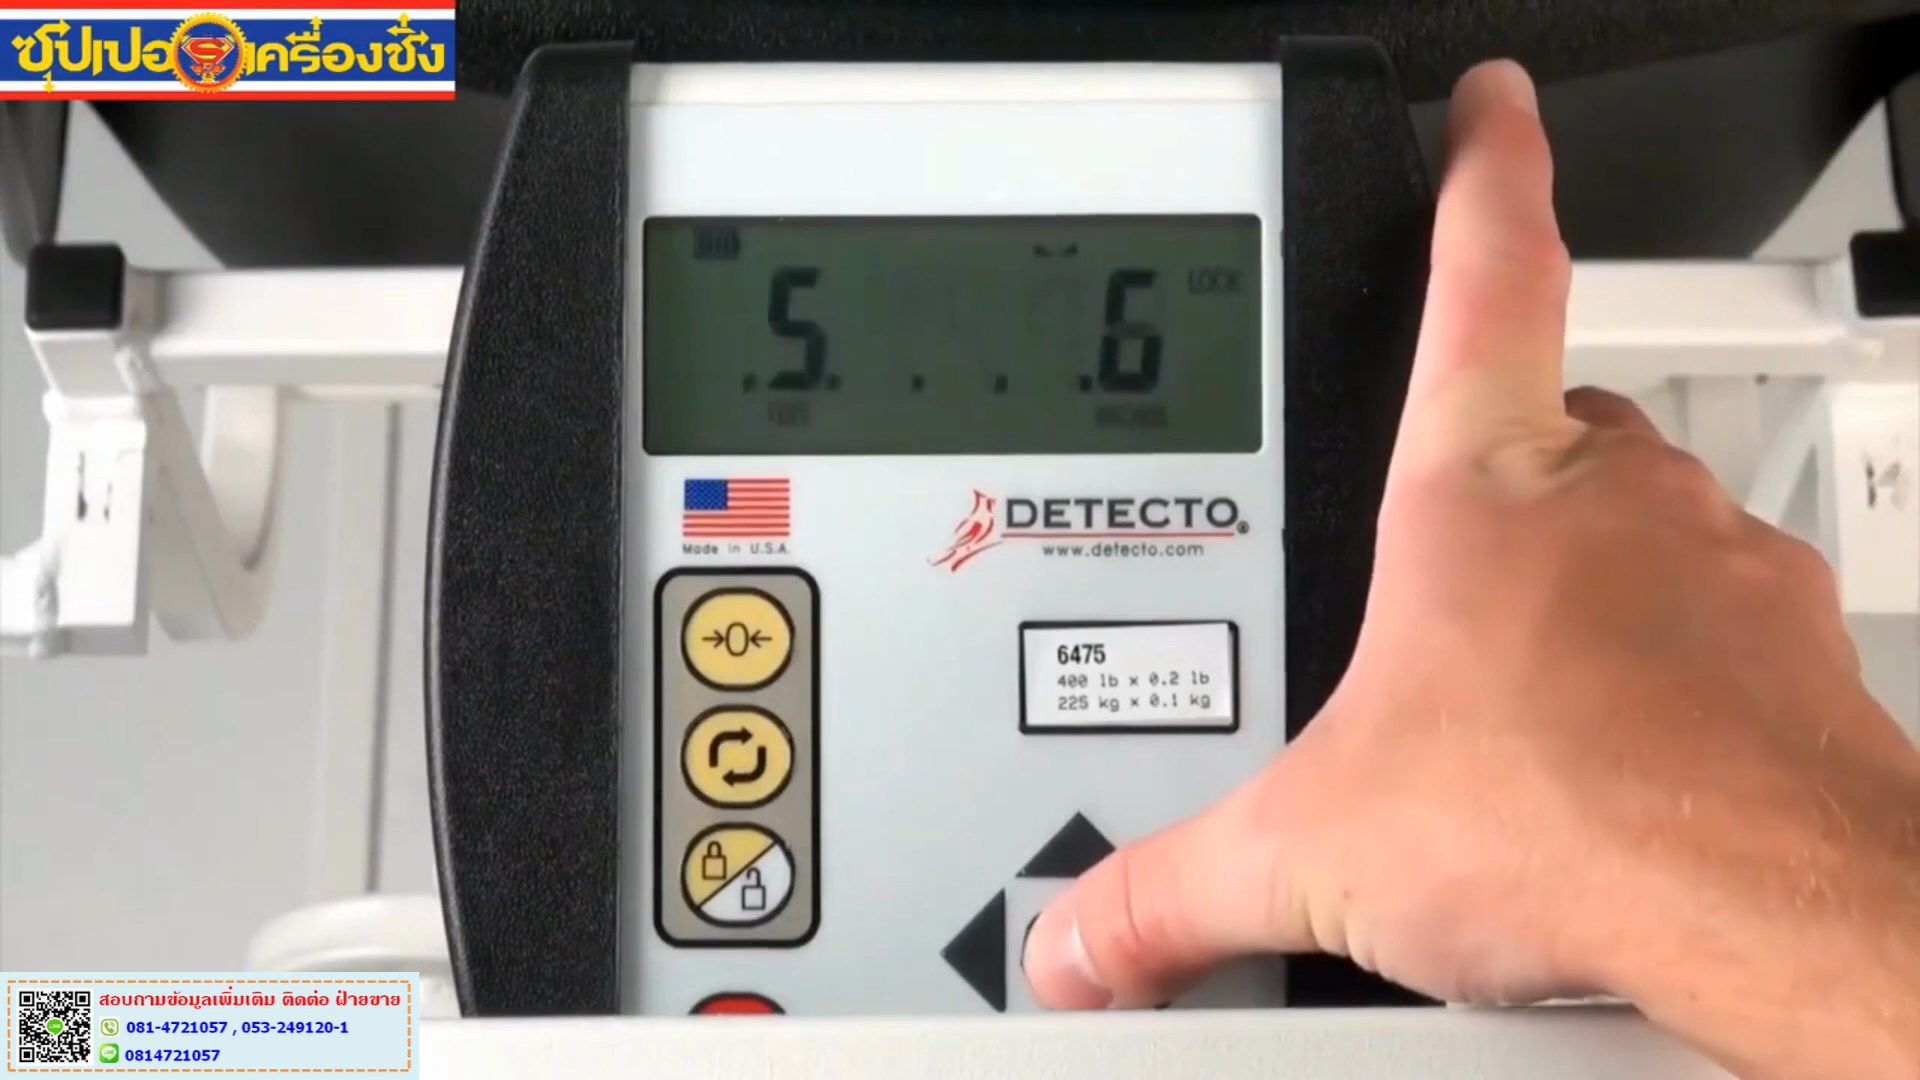 ซุปเปอร์เครื่องชั่ง
.5. . . .6
LOCK
Made in U.S.A.
DETECTO®
www.detecto.com
→0←
6475
400 lb x 0.2 lb
225 kg x 0.1 kg
สอบถามข้อมูลเพิ่มเติม ติดต่อ ฝ่ายขาย
081-4721057 , 053-249120-1
0814721057